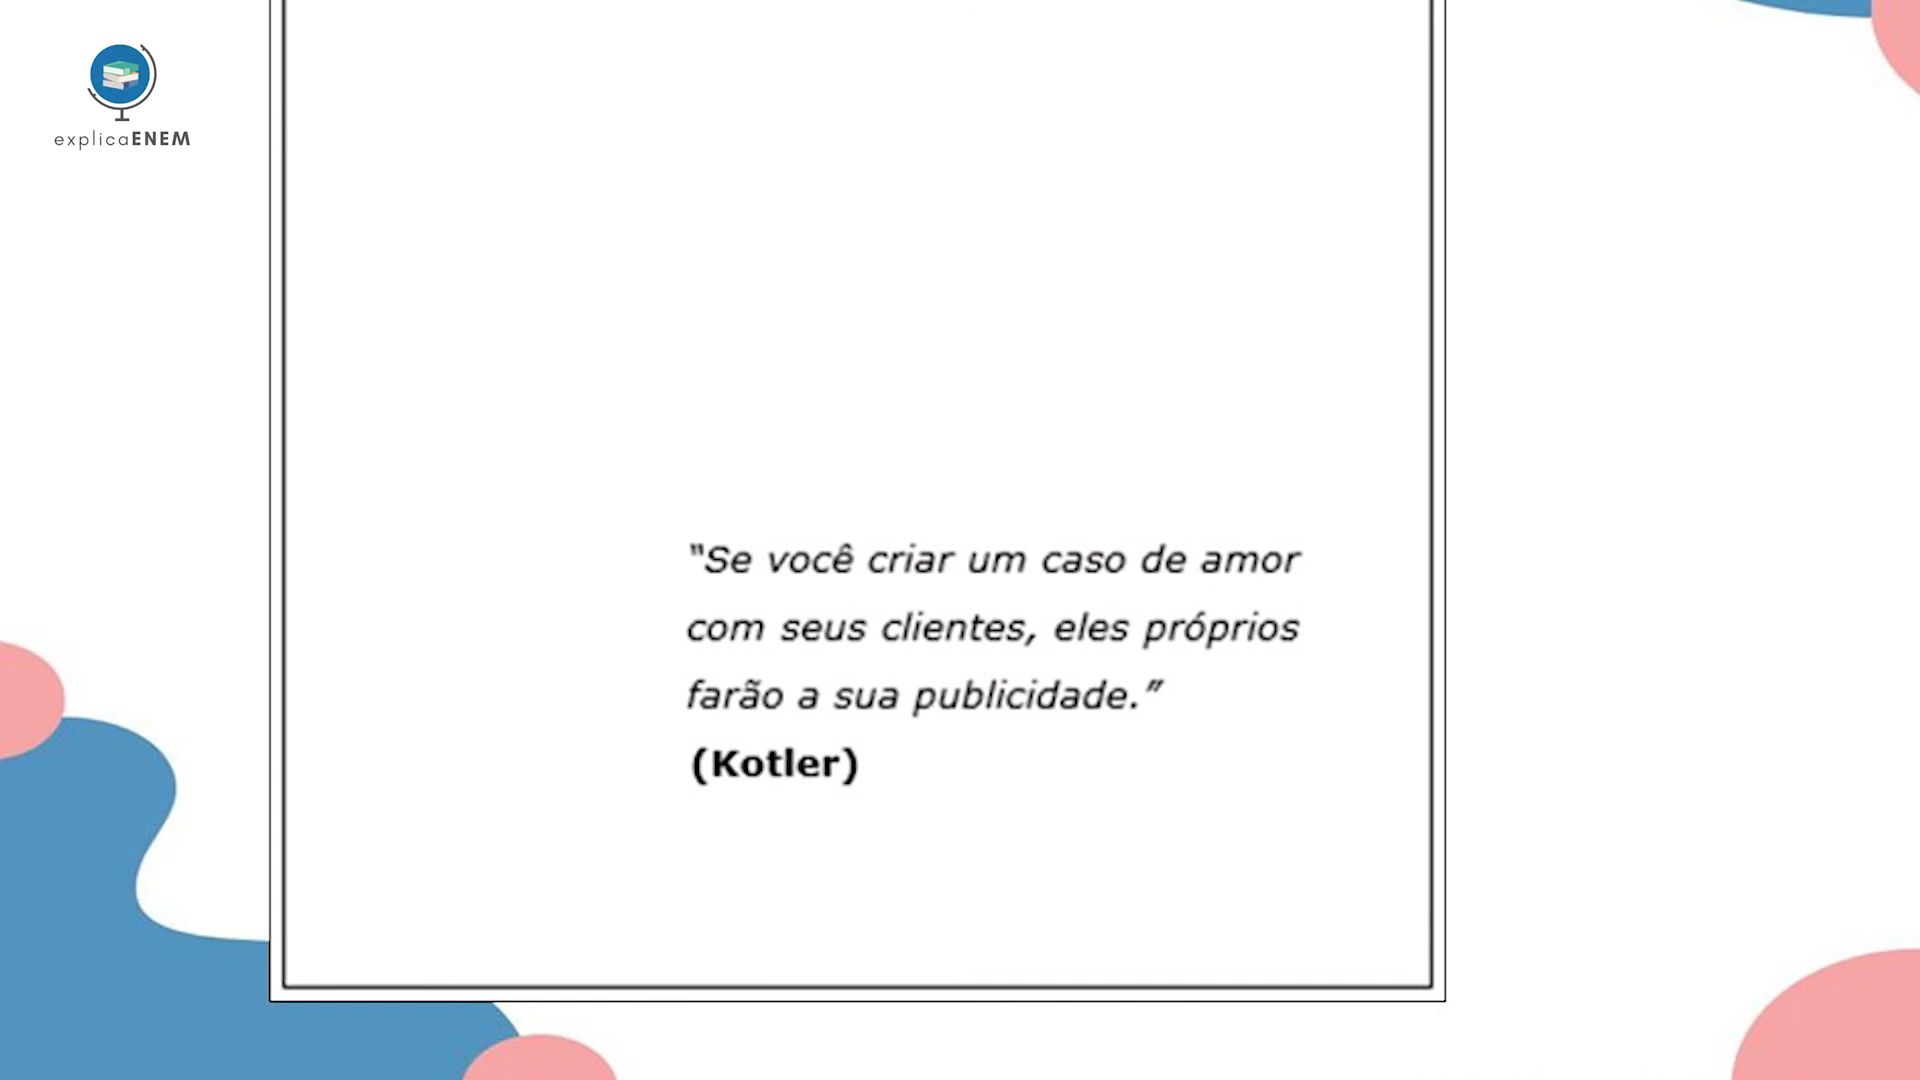 explicaENEM
"Se você criar um caso de amor
com seus clientes, eles próprios
farão a sua publicidade."
(Kotler)